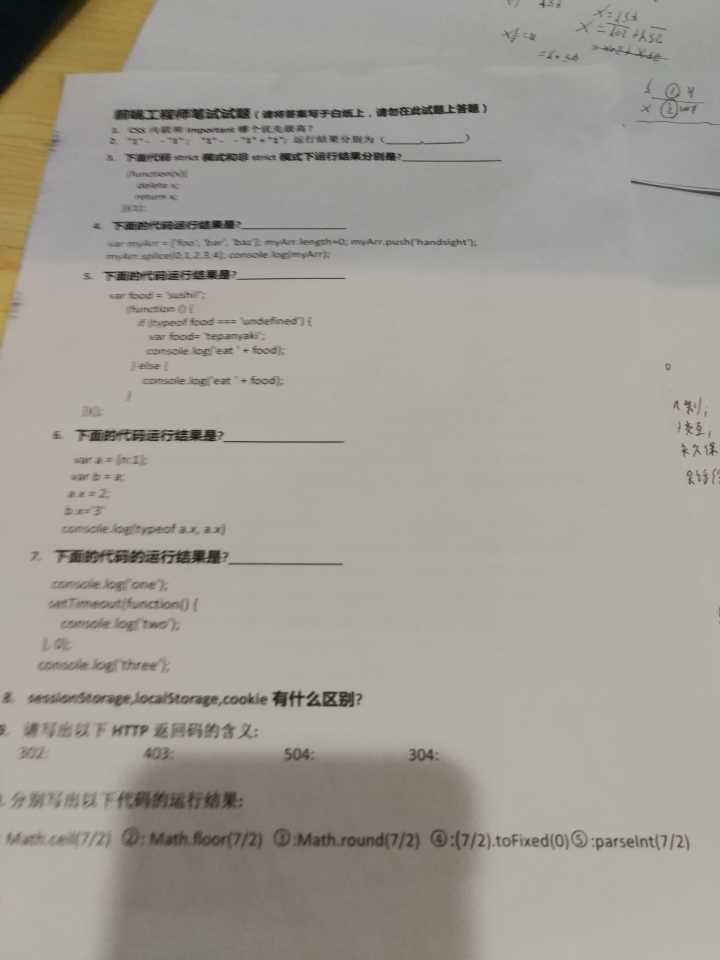 前端工程师笔试试题（请将答案写于白纸上，请勿在此试题上答题）
1. CSS 内联和 important 哪个优先级高？
2. "1" - - "1"； "1" - - "1" + "1"；运行结果分别为（ , ）
3. 下面代码 strict 模式和非 strict 模式下运行结果分别是?
(function(x){
delete x;
return x;
4. 下面的代码运行结果是?
var myArr = ['foo', 'bar', 'baz']; myArr.length=0; myArr.push('handsight');
myArr.splice(0,1,2,3,4); console.log(myArr);
5. 下面的代码运行结果是?
var food = 'sushi!';
(function () {
if (typeof food === 'undefined') {
var food= 'tepanyaki';
console.log('eat ' + food);
} else {
console.log('eat ' + food);
}
})();
6. 下面的代码运行结果是?
var a = {n:1};
var b = a;
a.x = 2;
b.x='3'
console.log(typeof a.x, a.x)
7. 下面的代码的运行结果是?
console.log('one');
setTimeout(function() {
console.log('two');
}, 0);
console.log('three');
8. sessionStorage,localStorage,cookie 有什么区别?
9. 请写出以下 HTTP 返回码的含义:
302: 403: 504: 304:
分别写出以下代码的运行结果:
: Math.ceil(7/2) ②: Math.floor(7/2) ③:Math.round(7/2) ④:(7/2).toFixed(0)⑤:parseInt(7/2)